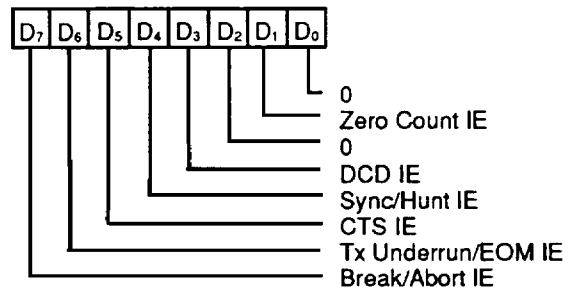 D₇ D₆ D₅ D₄ D₃ D₂ D₁ D₀
0
Zero Count IE
0
DCD IE
Sync/Hunt IE
CTS IE
Tx Underrun/EOM IE
Break/Abort IE